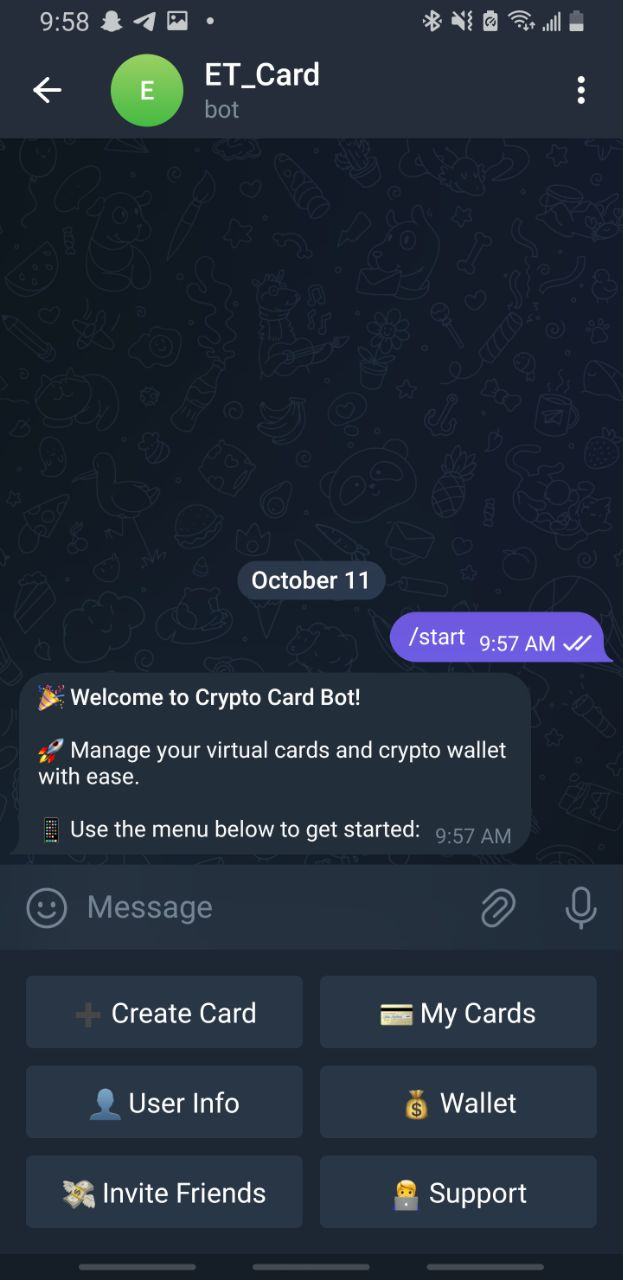 9:58
E
ET_Card
bot
October 11
/start 9:57 AM
🎉 Welcome to Crypto Card Bot!
🚀 Manage your virtual cards and crypto wallet
with ease.
📱 Use the menu below to get started: 9:57 AM
Message
➕ Create Card
💳 My Cards
👤 User Info
💰 Wallet
💸 Invite Friends
🧑‍💻 Support